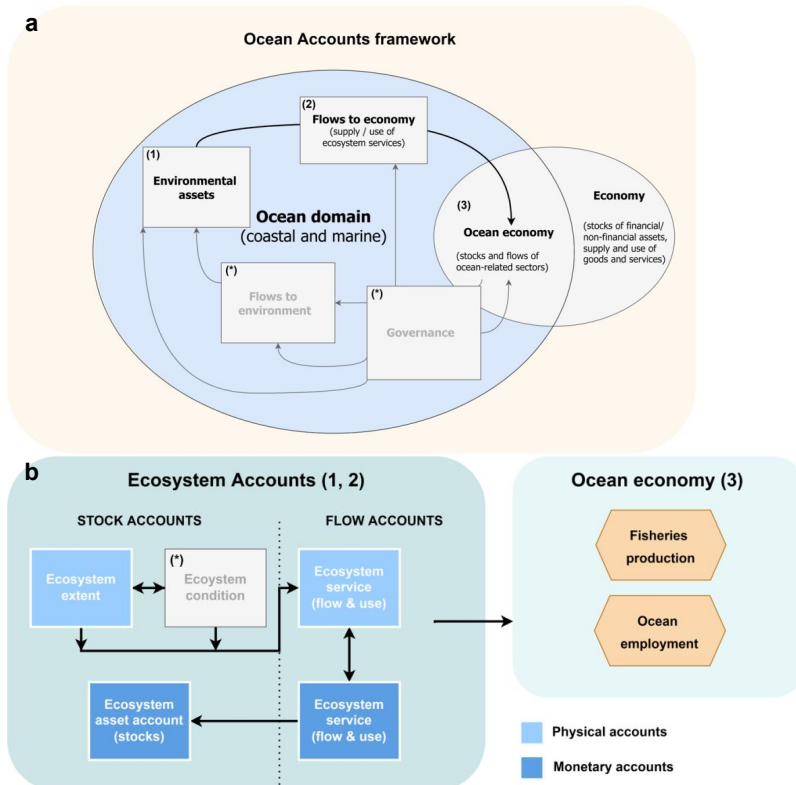 a
Ocean Accounts framework
(2)
Flows to economy
(supply / use of
ecosystem services)
(1)
Environmental
assets
Ocean domain
(coastal and marine)
(3)
Ocean economy
(stocks and flows of
ocean-related sectors)
Economy
(stocks of financial/
non-financial assets,
supply and use of
goods and services)
(*)
Flows to
environment
(*)
Governance
b
Ecosystem Accounts (1, 2)
STOCK ACCOUNTS
FLOW ACCOUNTS
Ecosystem
extent
(*)
Ecoystem
condition
Ecosystem
service
(flow & use)
Ecosystem
asset account
(stocks)
Ecosystem
service
(flow & use)
Ocean economy (3)
Fisheries
production
Ocean
employment
Physical accounts
Monetary accounts